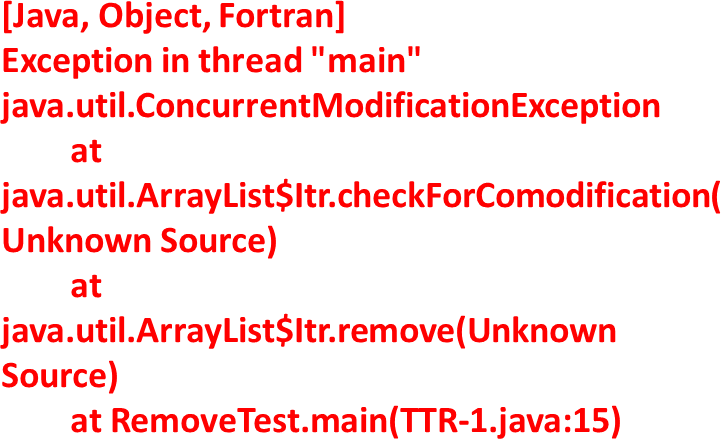 [Java, Object, Fortran]
Exception in thread "main"
java.util.ConcurrentModificationException
at
java.util.ArrayList$Itr.checkForComodification(
Unknown Source)
at
java.util.ArrayList$Itr.remove(Unknown
Source)
at RemoveTest.main(TTR-1.java:15)